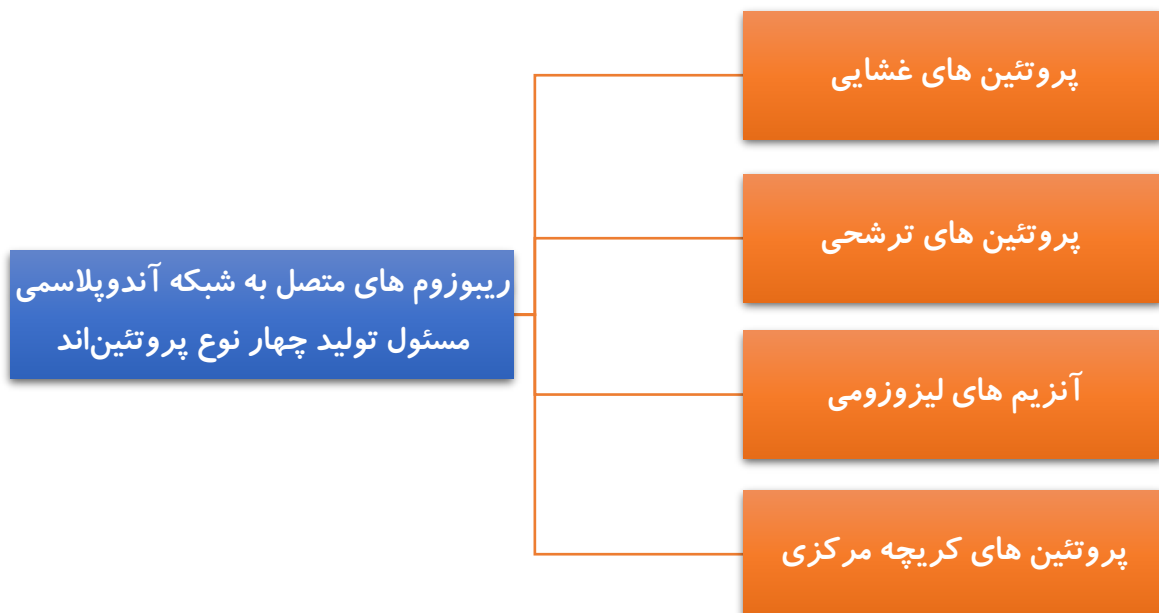 ریبوزوم های متصل به شبکه آندوپلاسمی
مسئول تولید چهار نوع پروتئین‌اند
پروتئین های غشایی
پروتئین های ترشحی
آنزیم های لیزوزومی
پروتئین های کریچه مرکزی